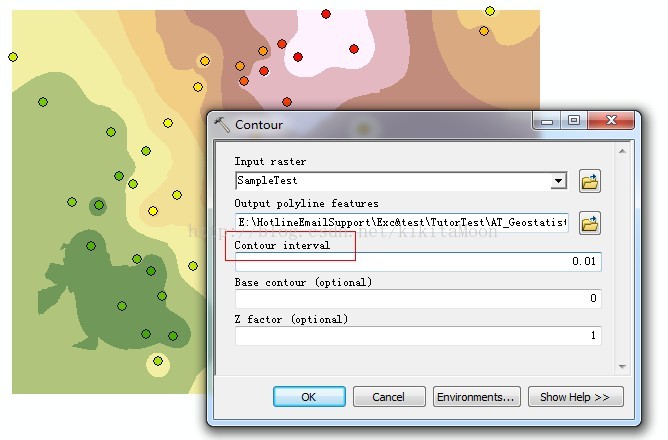 Contour
Input raster
SampleTest
Output polyline features
E:\HotlineEmailSupport\Exc&test\TutorTest\AT_Geostatist
http://blog.csdn.net/kikitaMoon
Contour interval
0.01
Base contour (optional)
0
Z factor (optional)
1
OK
Cancel
Environments...
Show Help >>